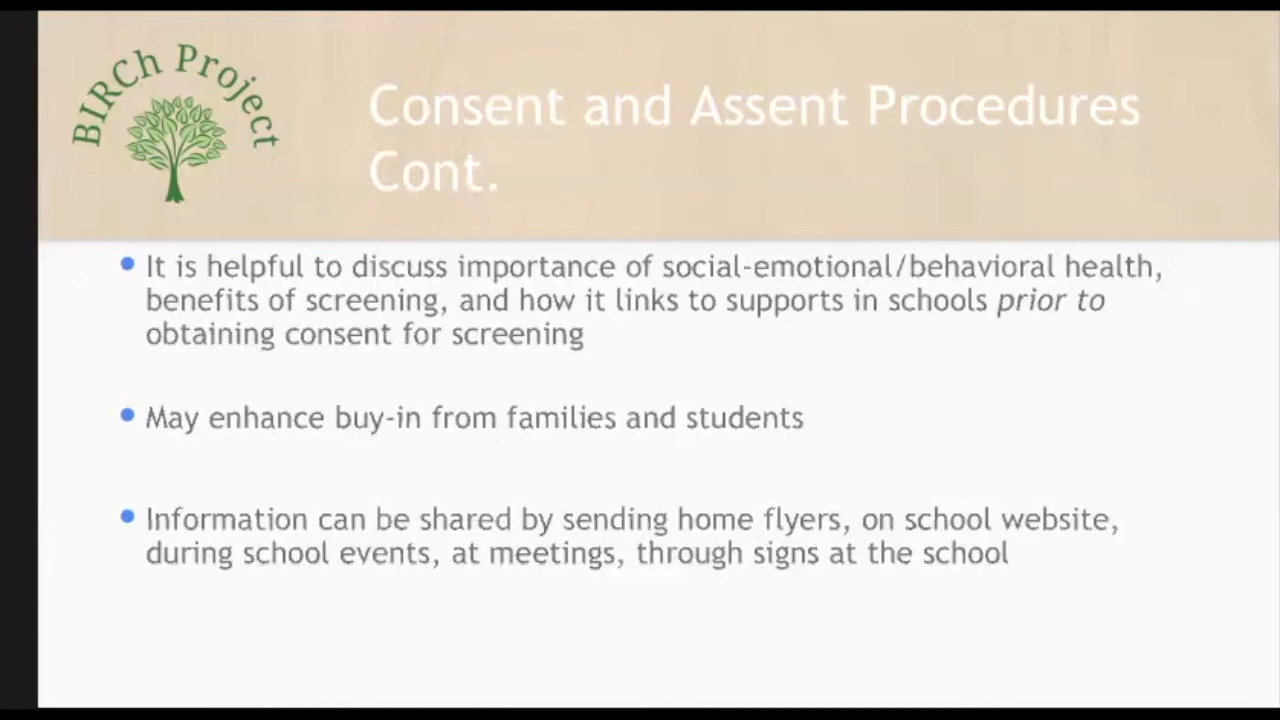 BIRCh Project
Consent and Assent Procedures
Cont.
It is helpful to discuss importance of social-emotional/behavioral health,
benefits of screening, and how it links to supports in schools prior to
obtaining consent for screening
May enhance buy-in from families and students
Information can be shared by sending home flyers, on school website,
during school events, at meetings, through signs at the school